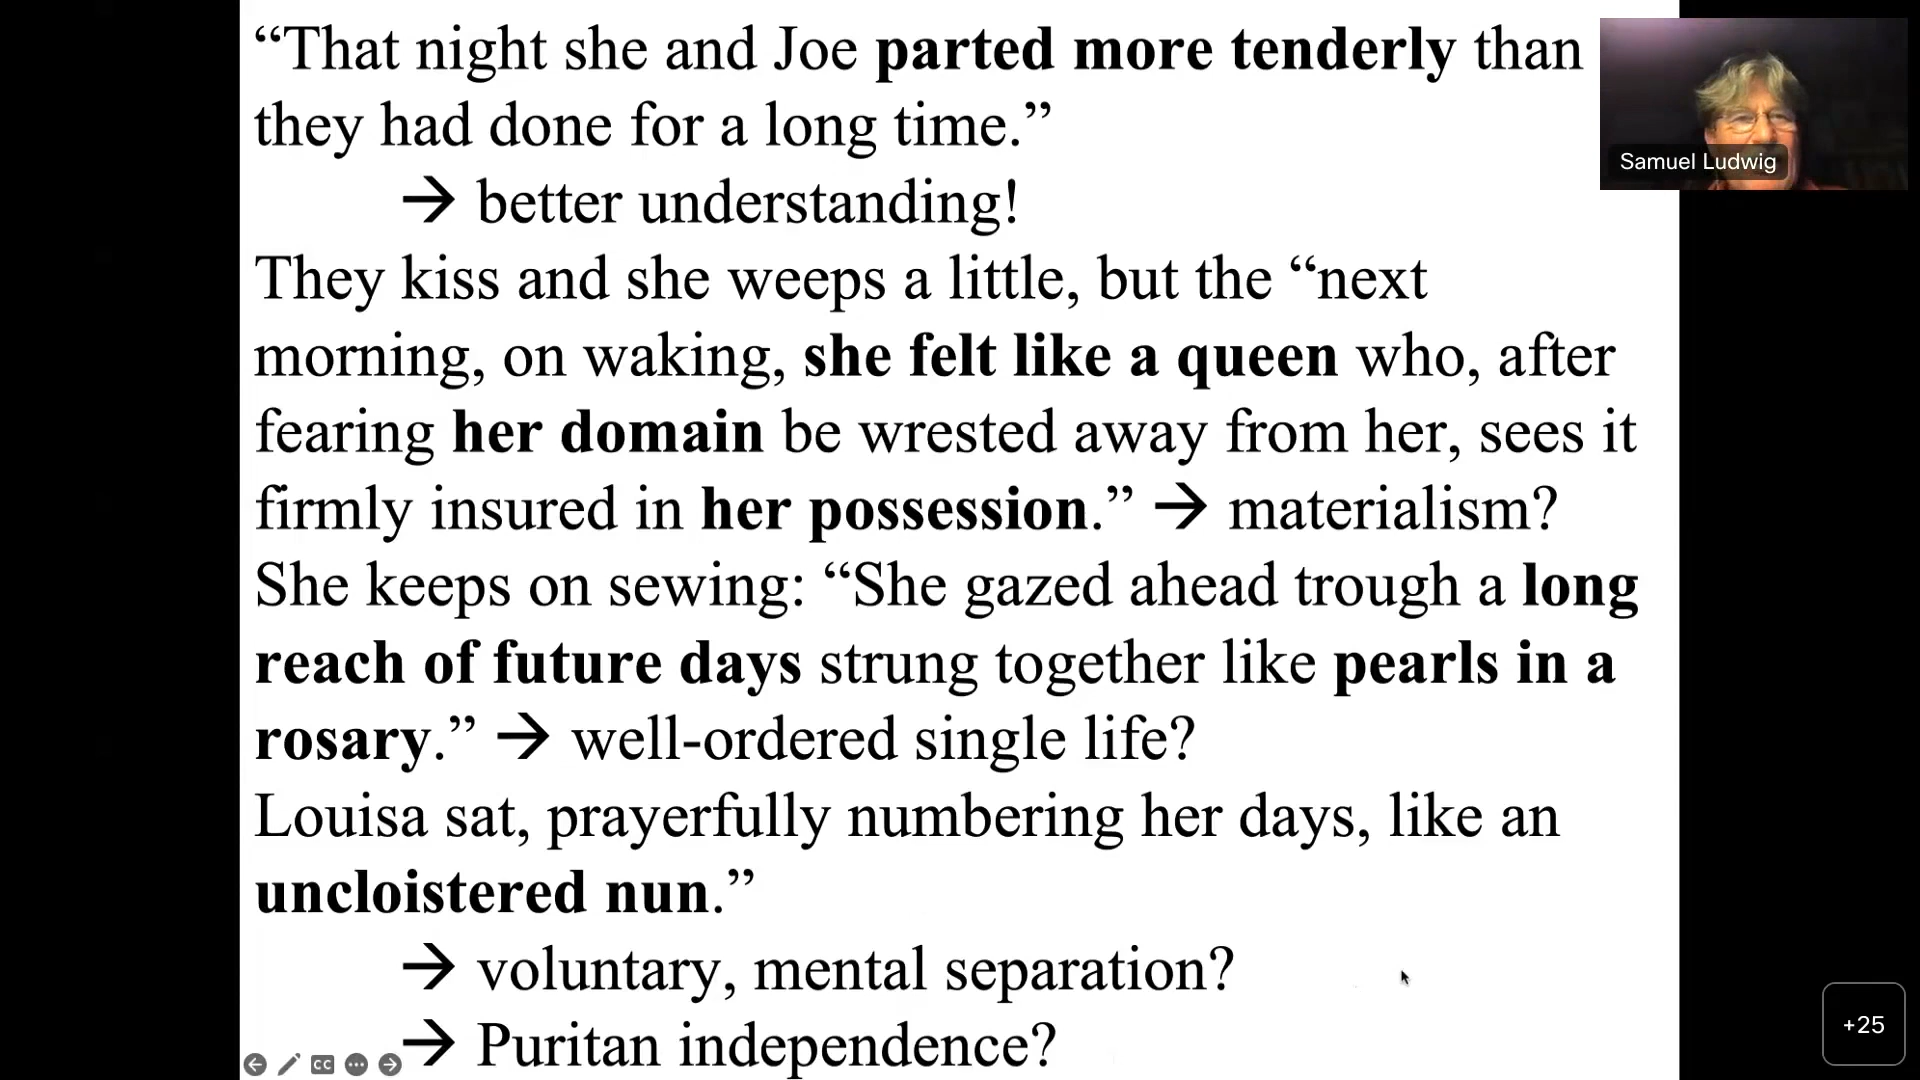 “That night she and Joe parted more tenderly than
they had done for a long time.”
→ better understanding!
They kiss and she weeps a little, but the “next
morning, on waking, she felt like a queen who, after
fearing her domain be wrested away from her, sees it
firmly insured in her possession.” → materialism?
She keeps on sewing: “She gazed ahead trough a long
reach of future days strung together like pearls in a
rosary.” → well-ordered single life?
Louisa sat, prayerfully numbering her days, like an
uncloistered nun.”
→ voluntary, mental separation?
→ Puritan independence?
Samuel Ludwig
+25
CC